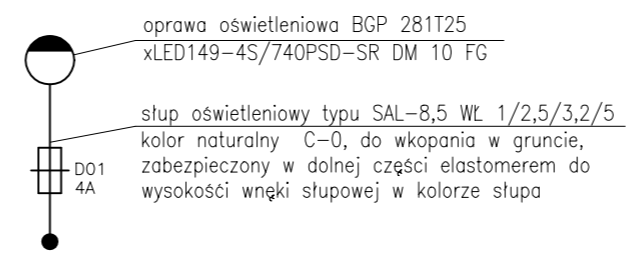 oprawa oświetleniowa BGP 281T25
xLED149-4S/740PSD-SR DM 10 FG
słup oświetleniowy typu SAL-8,5 WŁ 1/2,5/3,2/5
kolor naturalny C-0, do wkopania w gruncie,
zabezpieczony w dolnej części elastomerem do
wysokośći wnęki słupowej w kolorze słupa
D01
4A